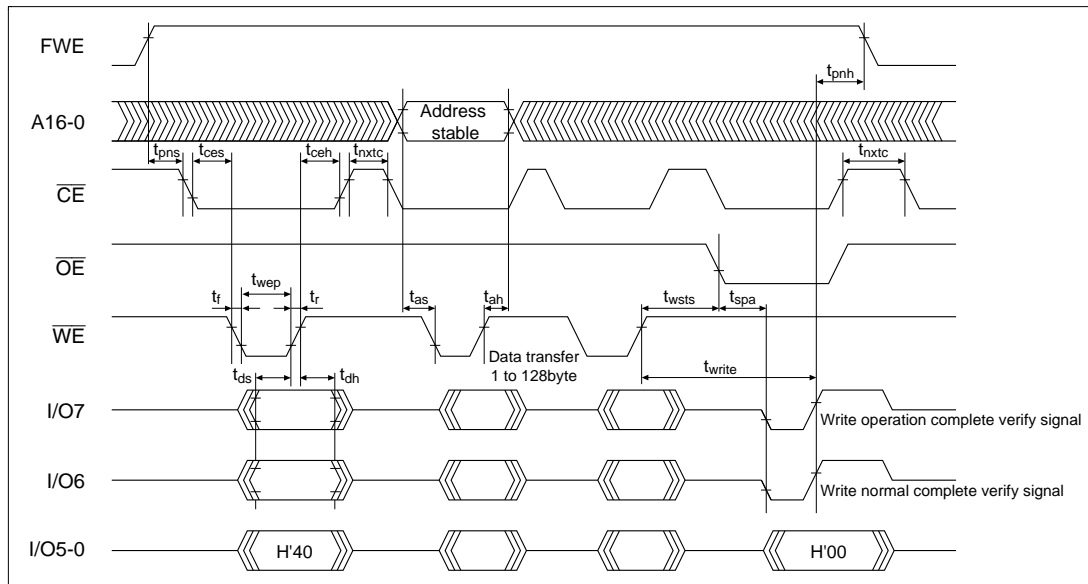 FWE
tpnh
A16-0
Address
stable
tpns
tces
tceh
tnxtc
tnxtc
CE
OE
twep
tf
tr
tas
tah
twsts
tspa
WE
Data transfer
1 to 128byte
twrite
tds
tdh
I/O7
Write operation complete verify signal
I/O6
Write normal complete verify signal
I/O5-0
H'40
H'00